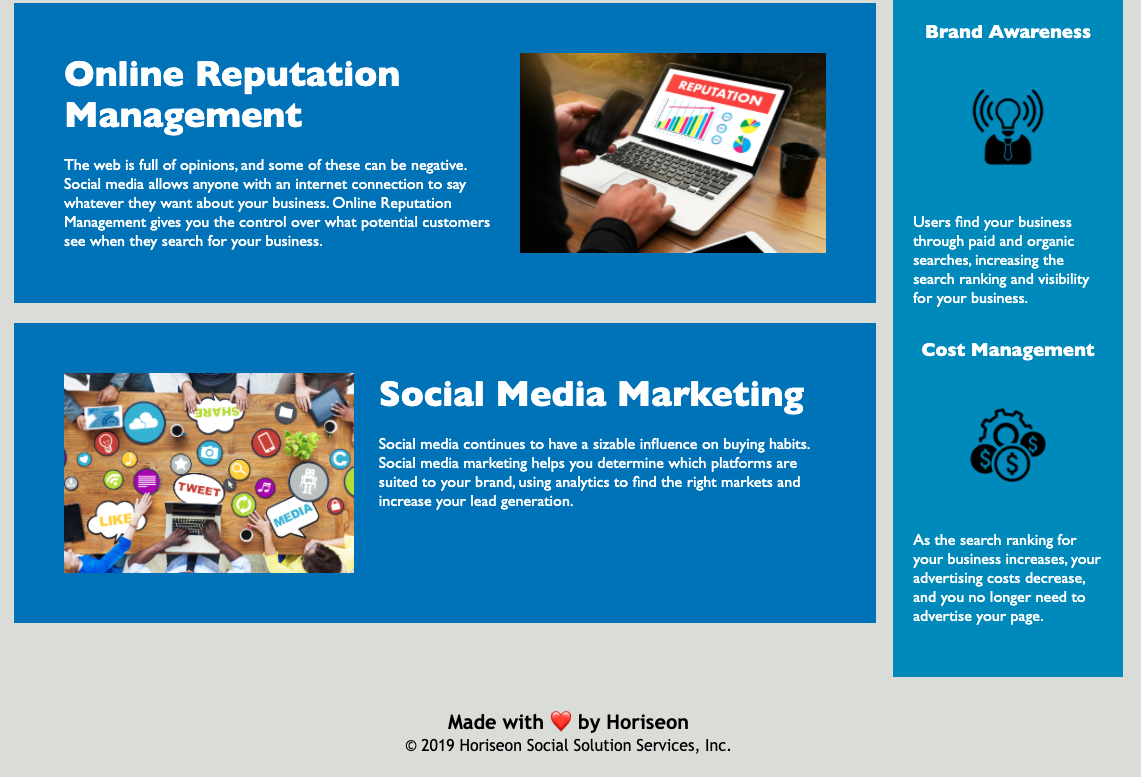 Online Reputation
Management
The web is full of opinions, and some of these can be negative.
Social media allows anyone with an internet connection to say
whatever they want about your business. Online Reputation
Management gives you the control over what potential customers
see when they search for your business.
REPUTATION
SHARE
TWEET
LIKE
MEDIA
Social Media Marketing
Social media continues to have a sizable influence on buying habits.
Social media marketing helps you determine which platforms are
suited to your brand, using analytics to find the right markets and
increase your lead generation.
Brand Awareness
Users find your business
through paid and organic
searches, increasing the
search ranking and visibility
for your business.
Cost Management
$
$
$
As the search ranking for
your business increases, your
advertising costs decrease,
and you no longer need to
advertise your page.
Made with ❤️ by Horiseon
© 2019 Horiseon Social Solution Services, Inc.